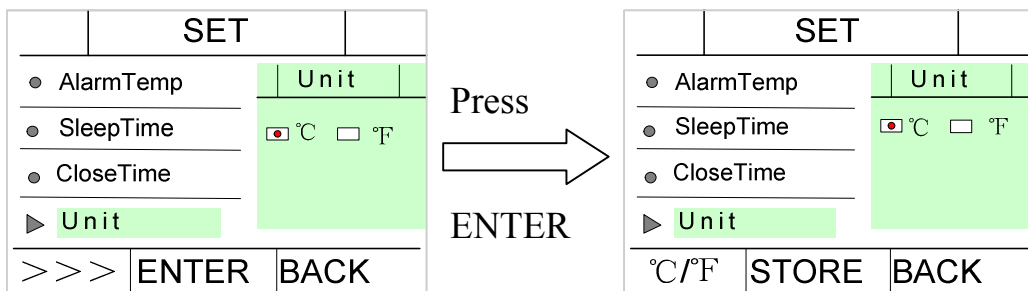 SET
AlarmTemp
SleepTime
CloseTime
Unit
Unit
℃ ℉
>>> ENTER BACK
Press
ENTER
SET
AlarmTemp
SleepTime
CloseTime
Unit
Unit
℃ ℉
℃/℉ STORE BACK